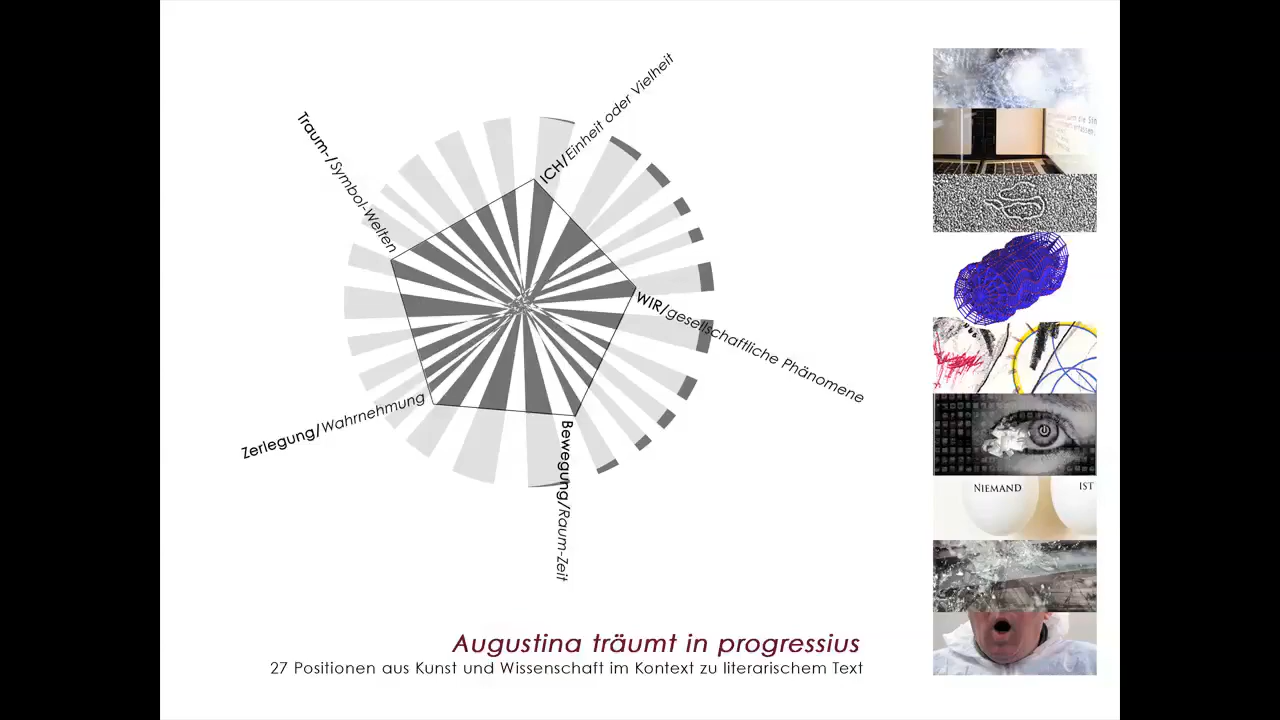 Traum-/Symbol-Welten
ICH/Einheit oder Vielheit
WIR/gesellschaftliche Phänomene
Zerlegung/Wahrnehmung
Bewegung/Raum-Zeit
NIEMAND
IST
Augustina träumt in progressius
27 Positionen aus Kunst und Wissenschaft im Kontext zu literarischem Text